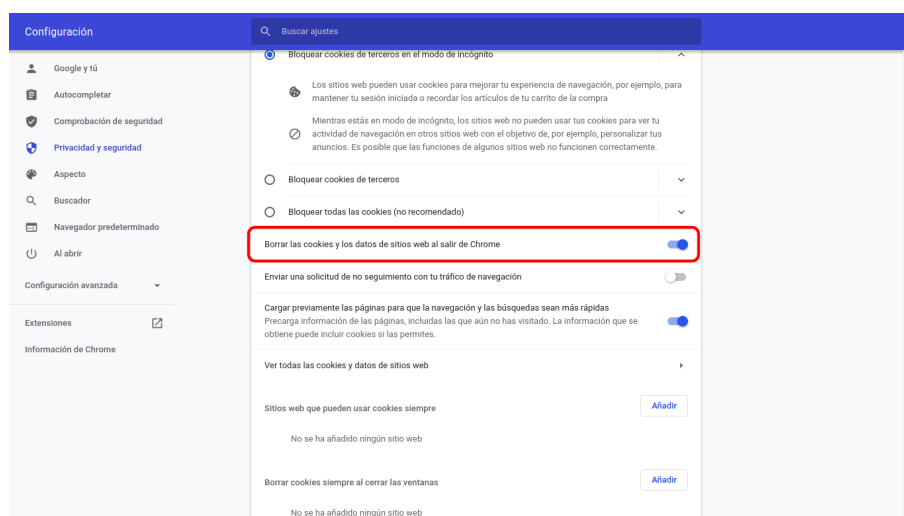 Configuración
Buscar ajustes
Google y tú
Autocompletar
Comprobación de seguridad
Privacidad y seguridad
Aspecto
Buscador
Navegador predeterminado
Al abrir
Configuración avanzada
Extensiones
Información de Chrome
Bloquear cookies de terceros en el modo de incógnito
Los sitios web pueden usar cookies para mejorar tu experiencia de navegación, por ejemplo, para
mantener tu sesión iniciada o recordar los artículos de tu carrito de la compra
Mientras estás en modo de incógnito, los sitios web no pueden usar tus cookies para ver tu
actividad de navegación en otros sitios web con el objetivo de, por ejemplo, personalizar tus
anuncios. Es posible que las funciones de algunos sitios web no funcionen correctamente.
Bloquear cookies de terceros
Bloquear todas las cookies (no recomendado)
Borrar las cookies y los datos de sitios web al salir de Chrome
Enviar una solicitud de no seguimiento con tu tráfico de navegación
Cargar previamente las páginas para que la navegación y las búsquedas sean más rápidas
Precarga información de las páginas, incluidas las que aún no has visitado. La información que se
obtiene puede incluir cookies si las permites.
Ver todas las cookies y datos de sitios web
Sitios web que pueden usar cookies siempre
Añadir
No se ha añadido ningún sitio web
Borrar cookies siempre al cerrar las ventanas
Añadir
No se ha añadido ningún sitio web